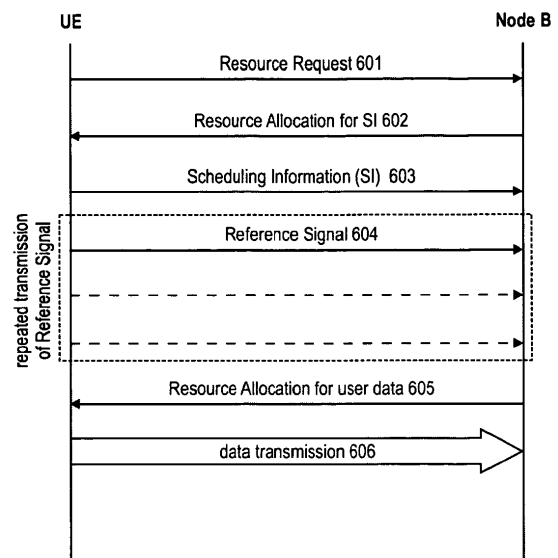 UE
Node B
Resource Request 601
Resource Allocation for SI 602
Scheduling Information (SI) 603
repeated transmission
of Reference Signal
Reference Signal 604
Resource Allocation for user data 605
data transmission 606